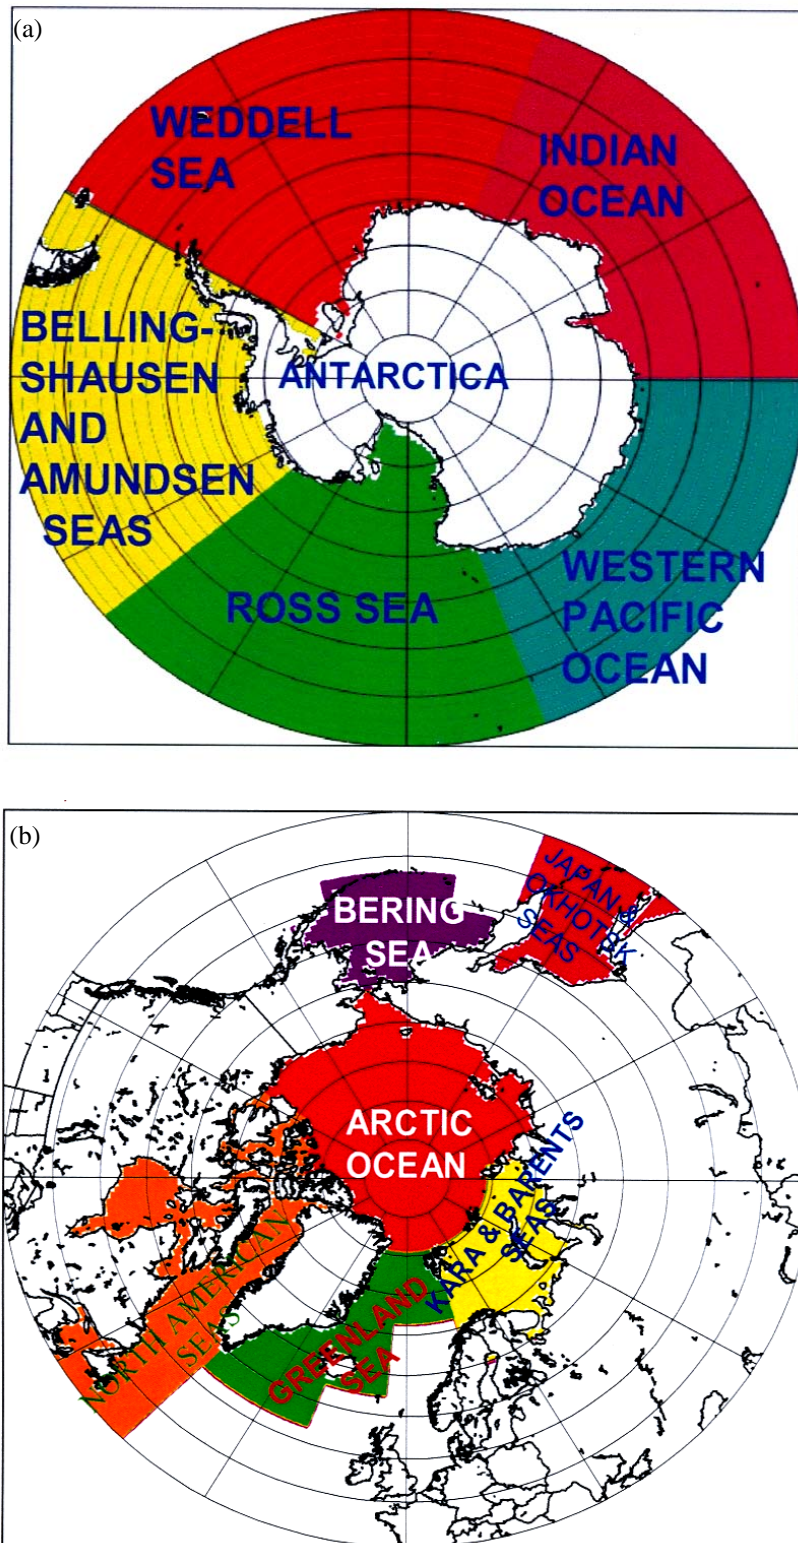 (a)
WEDDELL
SEA
INDIAN
OCEAN
BELLING-
SHAUSEN
AND
AMUNDSEN
SEAS
ANTARCTICA
ROSS SEA
WESTERN
PACIFIC
OCEAN
(b)
BERING
SEA
JAPAN &
OKHOTSK
SEAS
ARCTIC
OCEAN
KARA & BARENTS
SEAS
NORTH AMERICAN
SEAS
GREENLAND
SEA